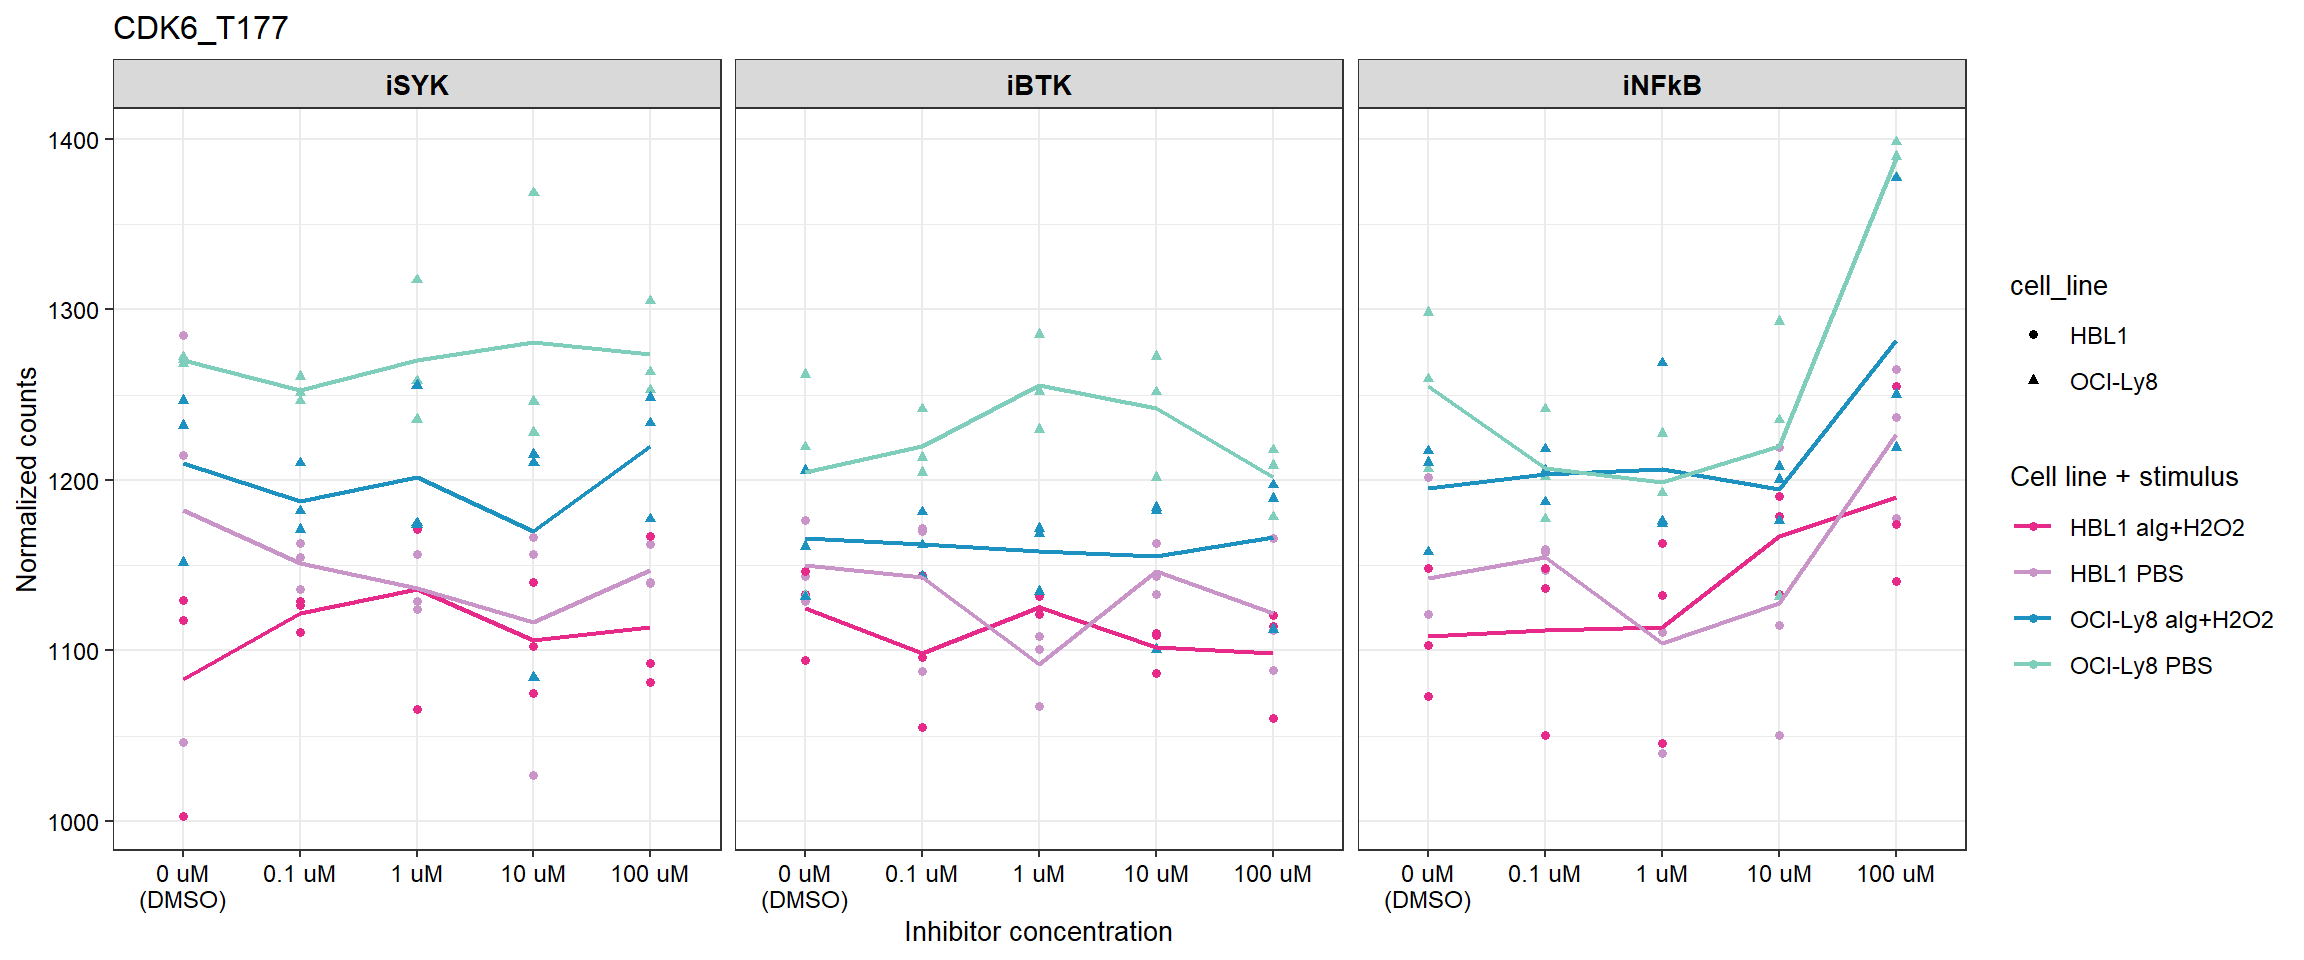 CDK6_T177
iSYK
iBTK
iNFkB
Normalized counts
1400
1300
1200
1100
1000
0 uM
(DMSO)
0.1 uM
1 uM
10 uM
100 uM
0 uM
(DMSO)
0.1 uM
1 uM
10 uM
100 uM
0 uM
(DMSO)
0.1 uM
1 uM
10 uM
100 uM
Inhibitor concentration
cell_line
HBL1
OCI-Ly8
Cell line + stimulus
HBL1 aIg+H2O2
HBL1 PBS
OCI-Ly8 aIg+H2O2
OCI-Ly8 PBS